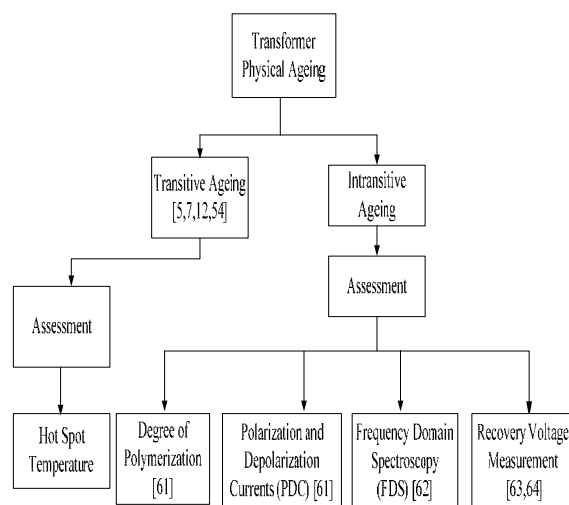 Transformer
Physical Ageing
Transitive Ageing
[5,7,12,54]
Intransitive
Ageing
Assessment
Assessment
Hot Spot
Temperature
Degree of
Polymerization
[61]
Polarization and
Depolarization
Currents (PDC) [61]
Frequency Domain
Spectroscopy
(FDS) [62]
Recovery Voltage
Measurement
[63,64]